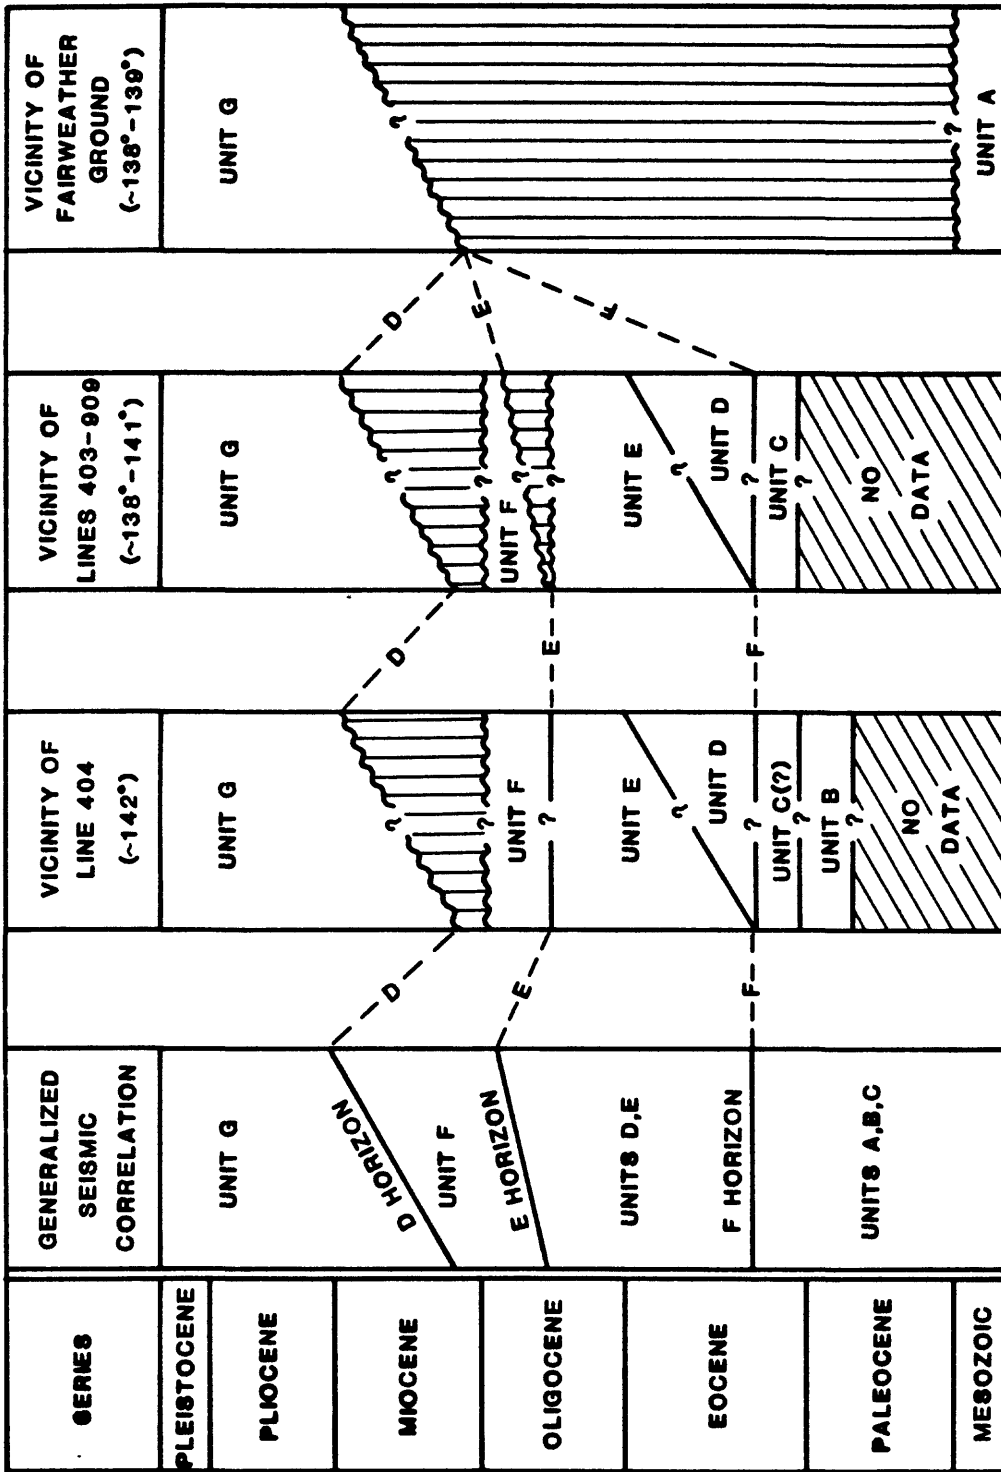 SERIES
PLEISTOCENE
PLIOCENE
MIOCENE
OLIGOCENE
EOCENE
PALEOCENE
MESOZOIC
GENERALIZED
SEISMIC
CORRELATION
UNIT G
D HORIZON
UNIT F
E HORIZON
UNITS D,E
F HORIZON
UNITS A,B,C
D
E
F
VICINITY OF
LINE 404
(~142°)
UNIT G
?
?
UNIT F
?
UNIT E
?
UNIT D
?
UNIT C(?)
?
UNIT B
?
NO
DATA
D
E
F
VICINITY OF
LINES 403-909
(~138°-141°)
UNIT G
?
?
UNIT F
?
?
UNIT E
?
UNIT D
?
UNIT C
?
NO
DATA
D
E
F
VICINITY OF
FAIRWEATHER
GROUND
(~138°-139°)
UNIT G
?
?
UNIT A